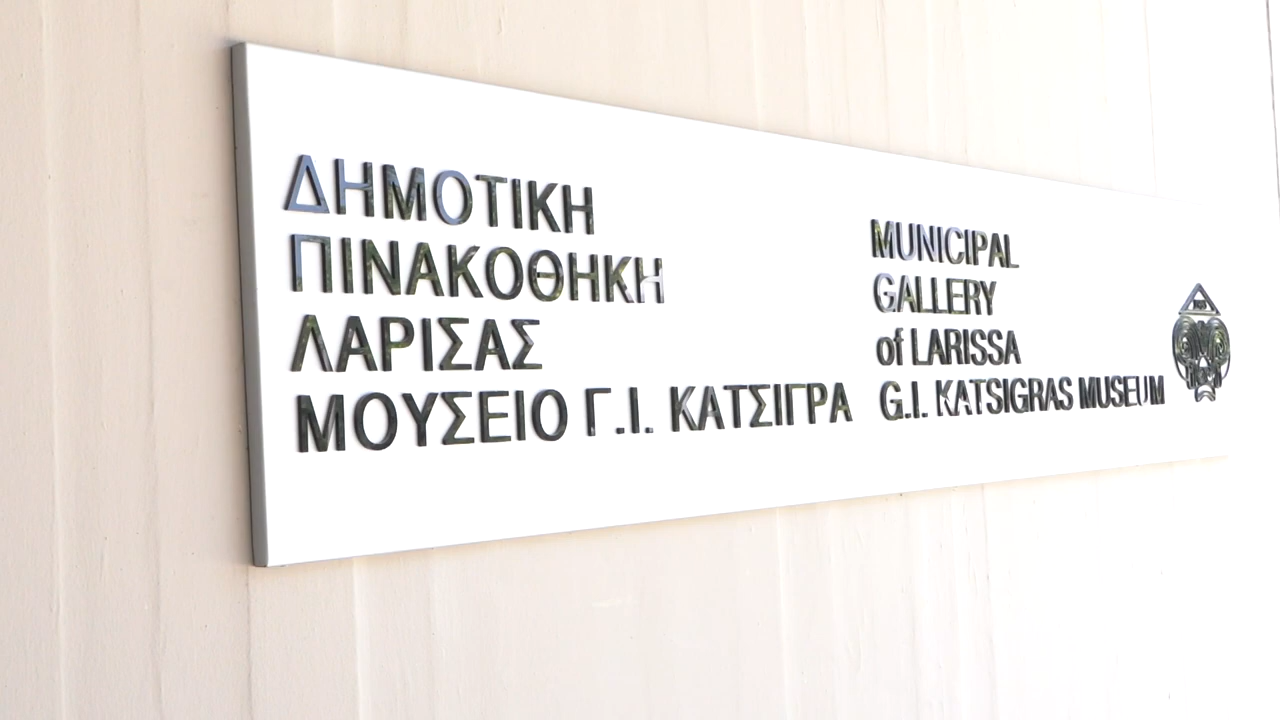 ΔΗΜΟΤΙΚΗ
ΠΙΝΑΚΟΘΗΚΗ
ΛΑΡΙΣΑΣ
ΜΟΥΣΕΙΟ Γ.Ι. ΚΑΤΣΙΓΡΑ
MUNICIPAL
GALLERY
of LARISSA
G.I. KATSIGRAS MUSEUM